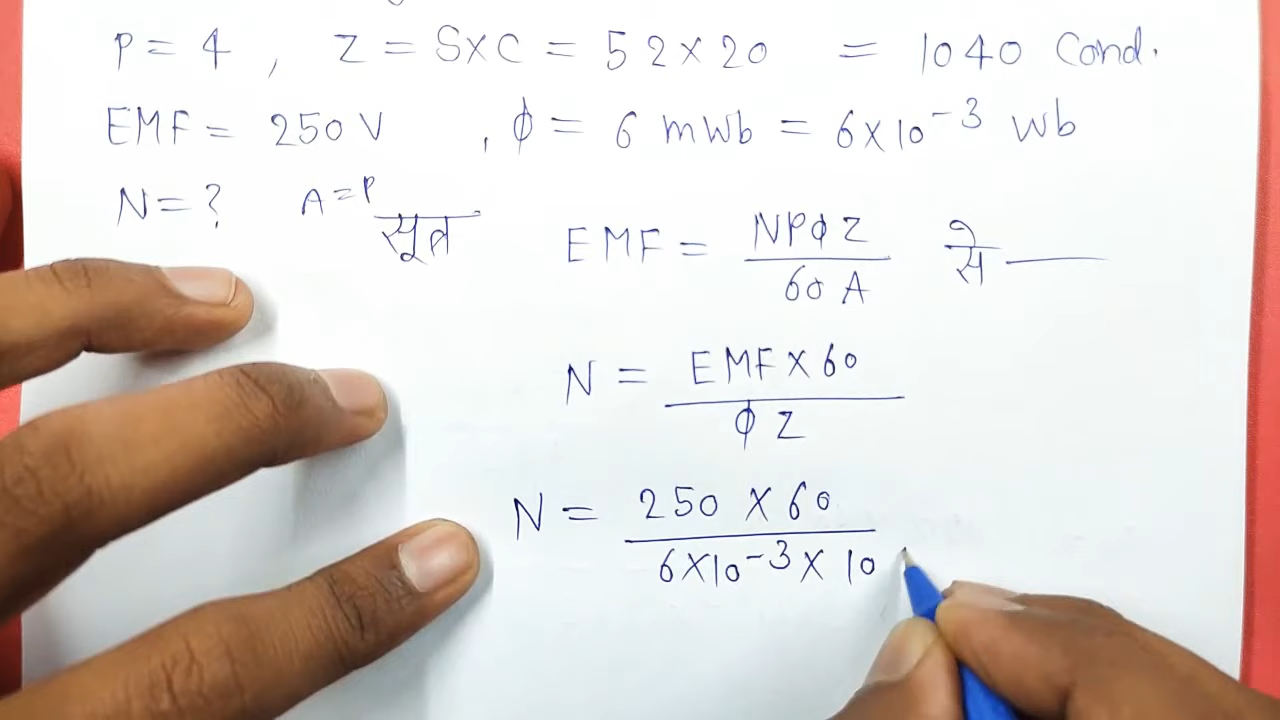 P = 4 , Z = S×C = 52×20 = 1040 Cond.
EMF = 250 V , ϕ = 6 mwb = 6×10⁻³ wb
N = ? A = P
सूत्र EMF = NPϕZ / 60 A से —
N = EMF × 60 / ϕ Z
N = 250 × 60 / 6×10⁻³ × 10